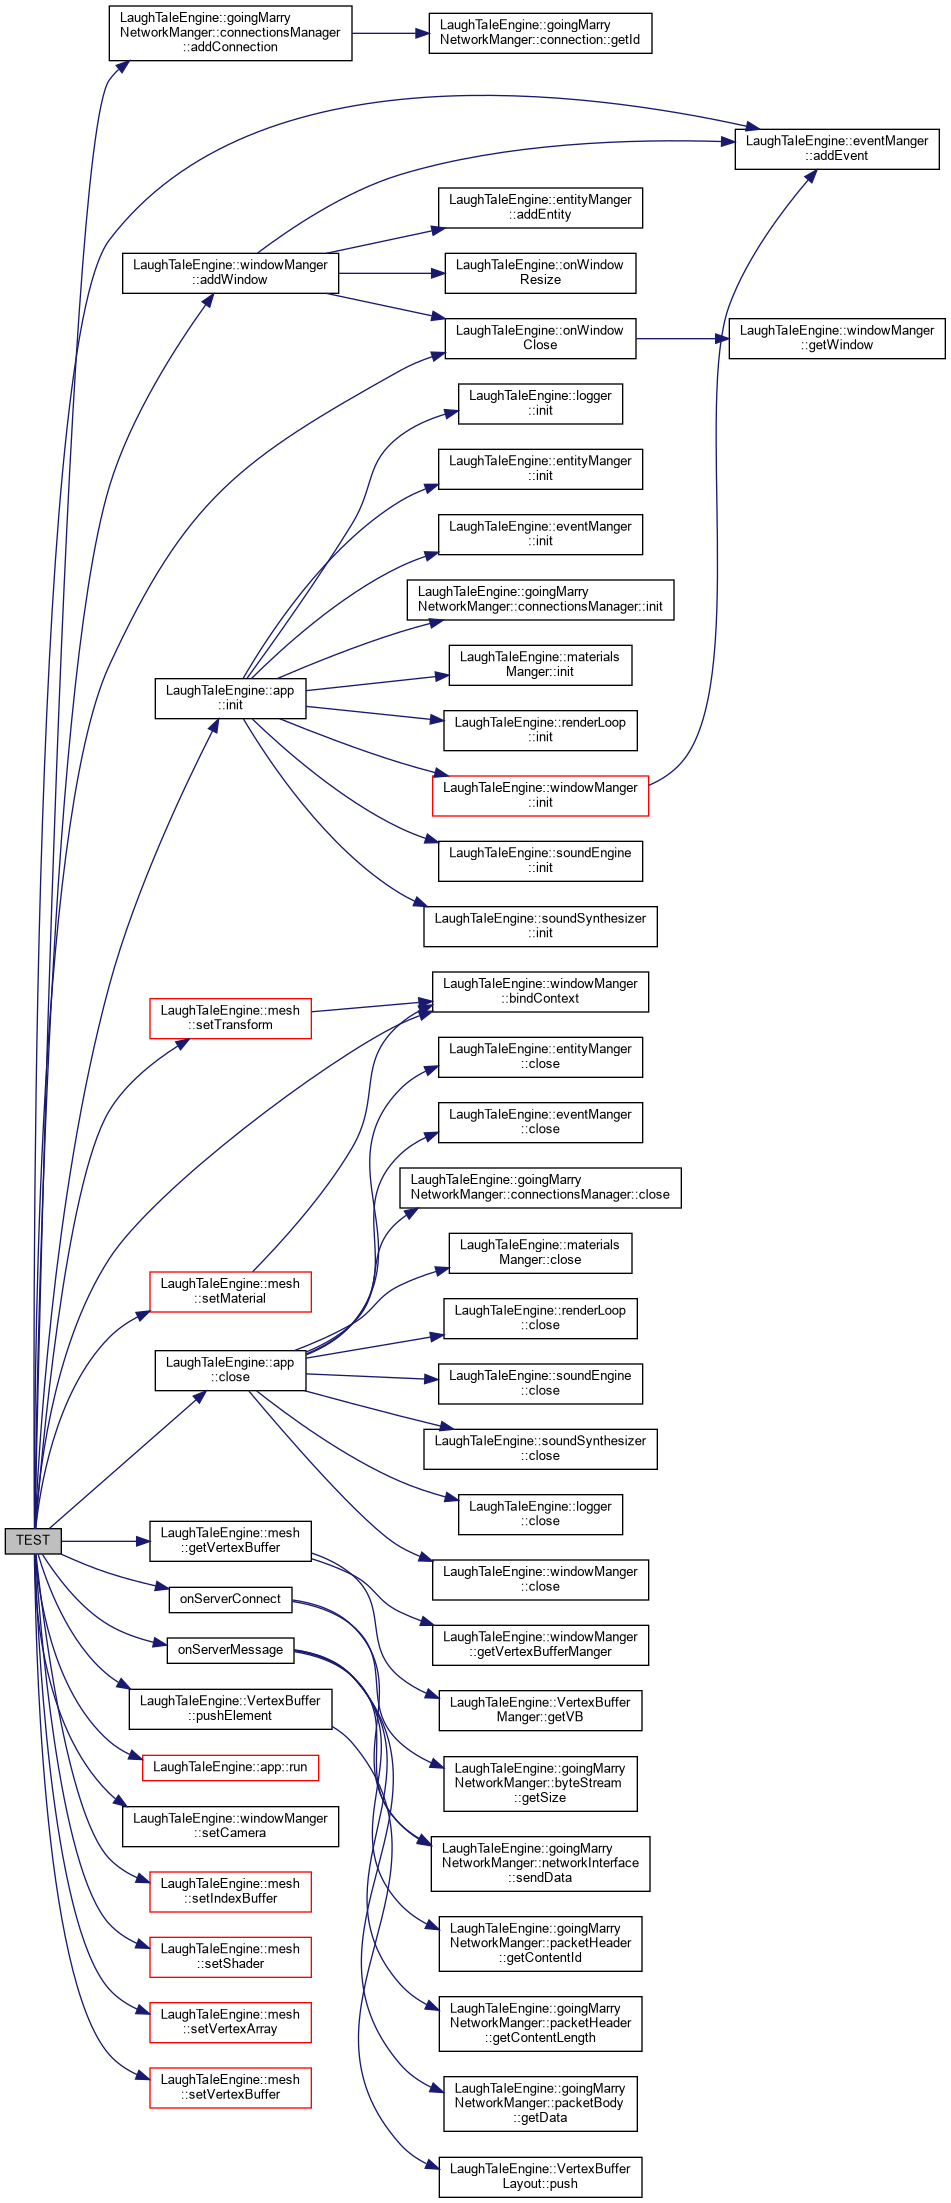 LaughTaleEngine::goingMarry
NetworkManger::connectionsManager
::addConnection
LaughTaleEngine::goingMarry
NetworkManger::connection::getId
LaughTaleEngine::eventManger
::addEvent
LaughTaleEngine::entityManger
::addEntity
LaughTaleEngine::windowManger
::addWindow
LaughTaleEngine::onWindow
Resize
LaughTaleEngine::onWindow
Close
LaughTaleEngine::windowManger
::getWindow
LaughTaleEngine::logger
::init
LaughTaleEngine::entityManger
::init
LaughTaleEngine::eventManger
::init
LaughTaleEngine::goingMarry
NetworkManger::connectionsManager::init
LaughTaleEngine::materials
Manger::init
LaughTaleEngine::app
::init
LaughTaleEngine::renderLoop
::init
LaughTaleEngine::windowManger
::init
LaughTaleEngine::soundEngine
::init
LaughTaleEngine::soundSynthesizer
::init
LaughTaleEngine::windowManger
::bindContext
LaughTaleEngine::mesh
::setTransform
LaughTaleEngine::entityManger
::close
LaughTaleEngine::eventManger
::close
LaughTaleEngine::goingMarry
NetworkManger::connectionsManager::close
LaughTaleEngine::materials
Manger::close
LaughTaleEngine::mesh
::setMaterial
LaughTaleEngine::renderLoop
::close
LaughTaleEngine::app
::close
LaughTaleEngine::soundEngine
::close
LaughTaleEngine::soundSynthesizer
::close
LaughTaleEngine::logger
::close
TEST
LaughTaleEngine::mesh
::getVertexBuffer
LaughTaleEngine::windowManger
::close
onServerConnect
LaughTaleEngine::windowManger
::getVertexBufferManger
onServerMessage
LaughTaleEngine::VertexBuffer
::pushElement
LaughTaleEngine::VertexBuffer
Manger::getVB
LaughTaleEngine::app::run
LaughTaleEngine::goingMarry
NetworkManger::byteStream
::getSize
LaughTaleEngine::windowManger
::setCamera
LaughTaleEngine::goingMarry
NetworkManger::networkInterface
::sendData
LaughTaleEngine::mesh
::setIndexBuffer
LaughTaleEngine::mesh
::setShader
LaughTaleEngine::goingMarry
NetworkManger::packetHeader
::getContentId
LaughTaleEngine::mesh
::setVertexArray
LaughTaleEngine::goingMarry
NetworkManger::packetHeader
::getContentLength
LaughTaleEngine::mesh
::setVertexBuffer
LaughTaleEngine::goingMarry
NetworkManger::packetBody
::getData
LaughTaleEngine::VertexBuffer
Layout::push